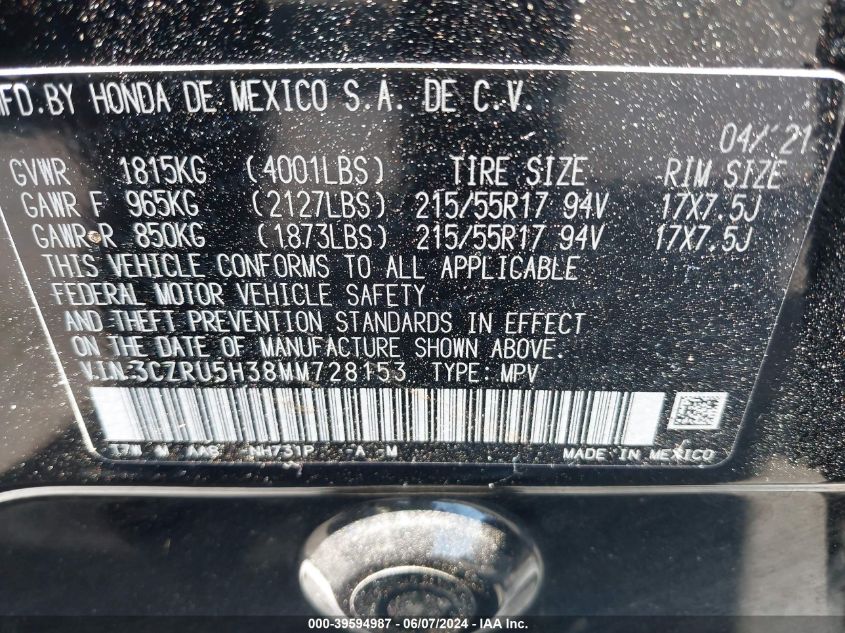 MFD.BY HONDA DE MEXICO S.A. DE C.V.
04/'21
GVWR 1815KG (4001LBS) TIRE SIZE RIM SIZE
GAWR F 965KG (2127LBS) 215/55R17 94V 17X7.5J
GAWR R 850KG (1873LBS) 215/55R17 94V 17X7.5J
THIS VEHICLE CONFORMS TO ALL APPLICABLE
FEDERAL MOTOR VEHICLE SAFETY
AND THEFT PREVENTION STANDARDS IN EFFECT
ON THE DATE OF MANUFACTURE SHOWN ABOVE.
V.I.N:3CZRU5H38MM728153 TYPE: MPV
NH731P -A M MADE IN MEXICO
000-39594987 - 06/07/2024 - IAA Inc.